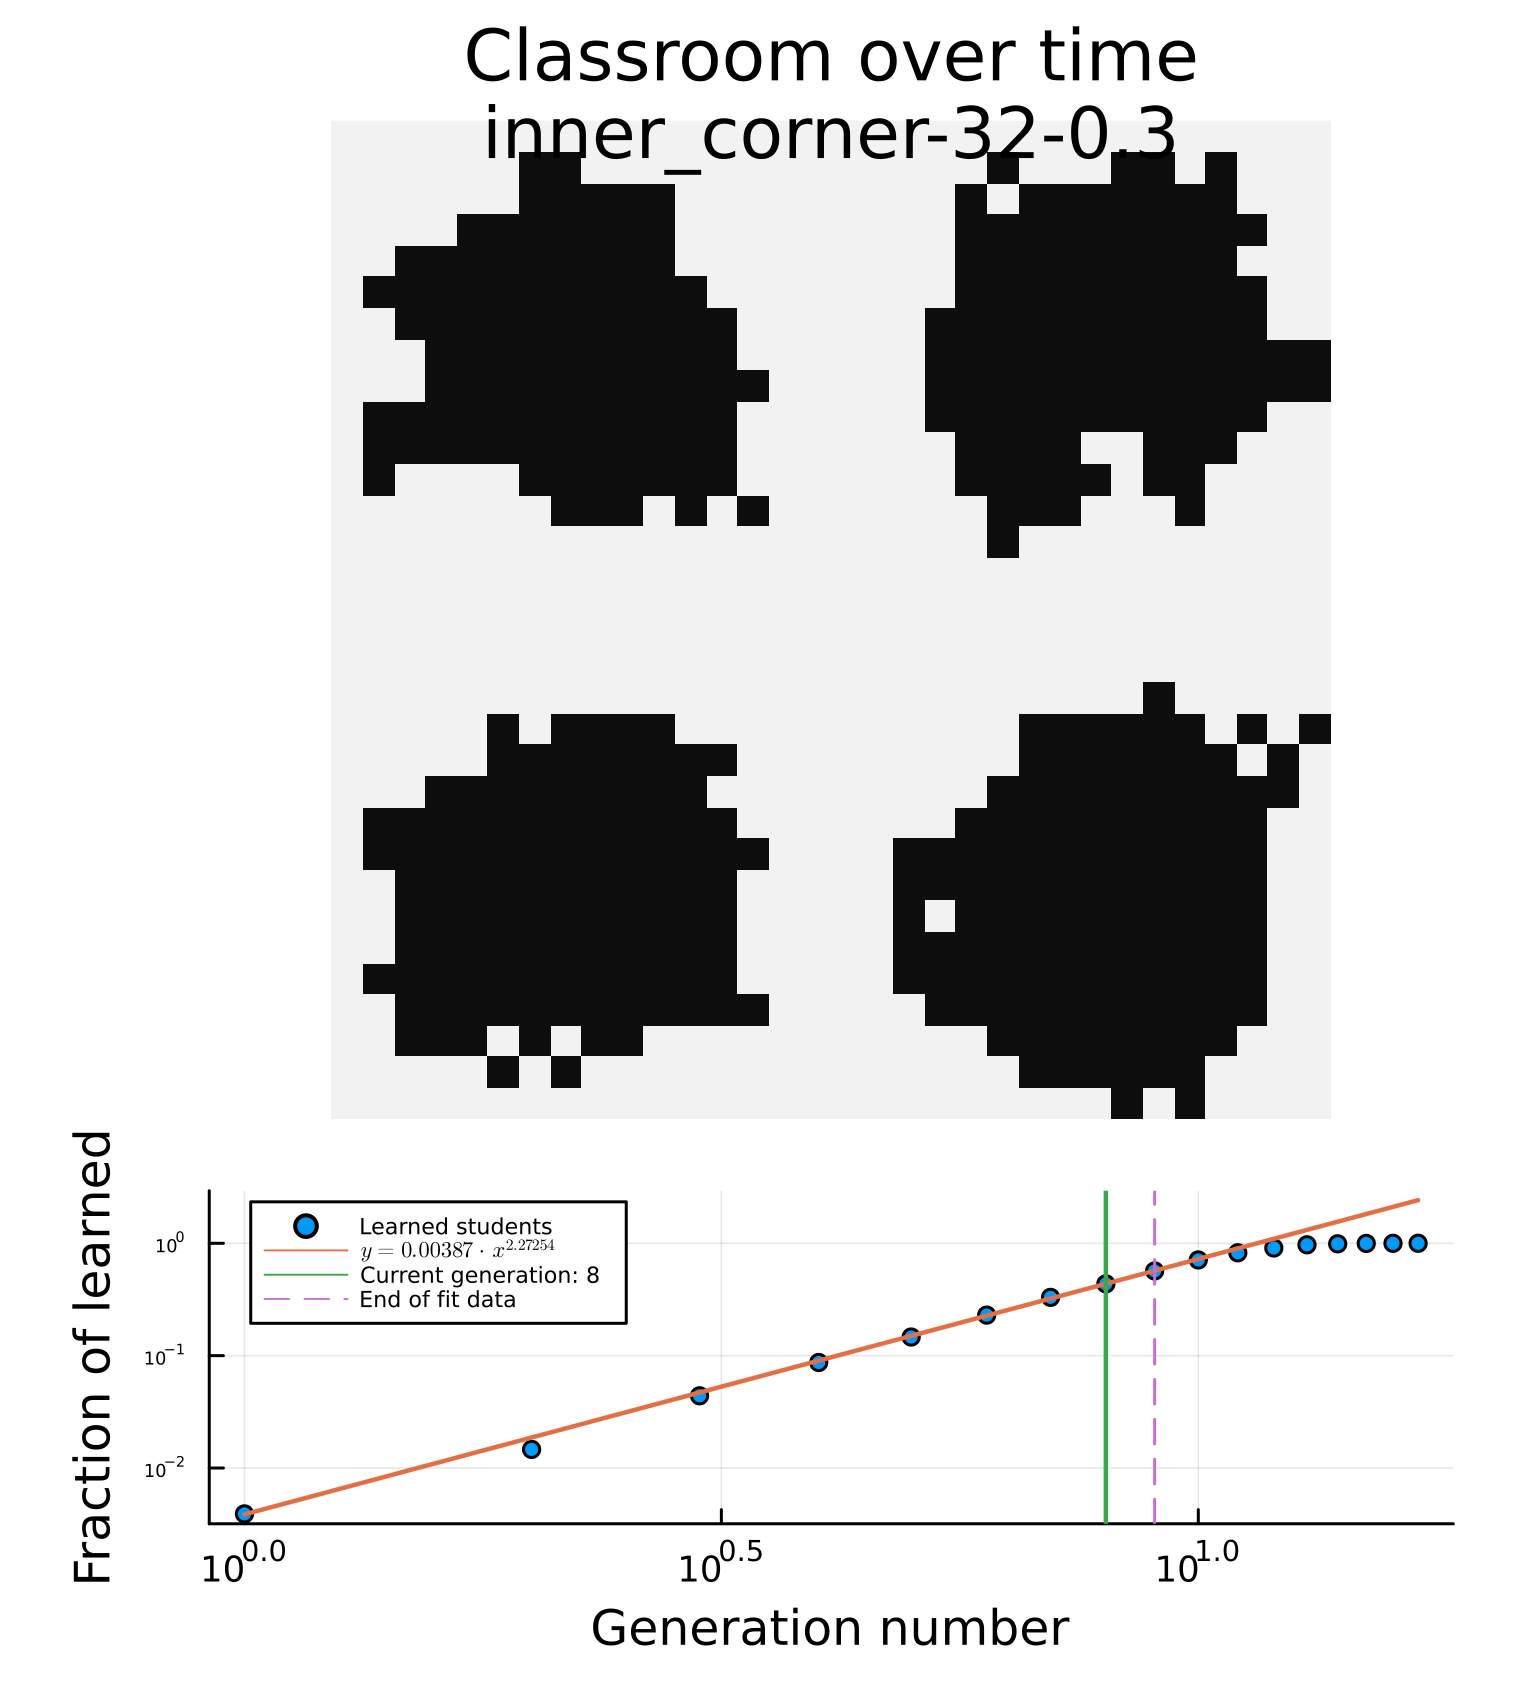 Classroom over time
inner_corner-32-0.3
Fraction of learned
10⁰
10⁻¹
10⁻²
Learned students
y = 0.00387 · x^2.27254
Current generation: 8
End of fit data
10^0.0
10^0.5
10^1.0
Generation number